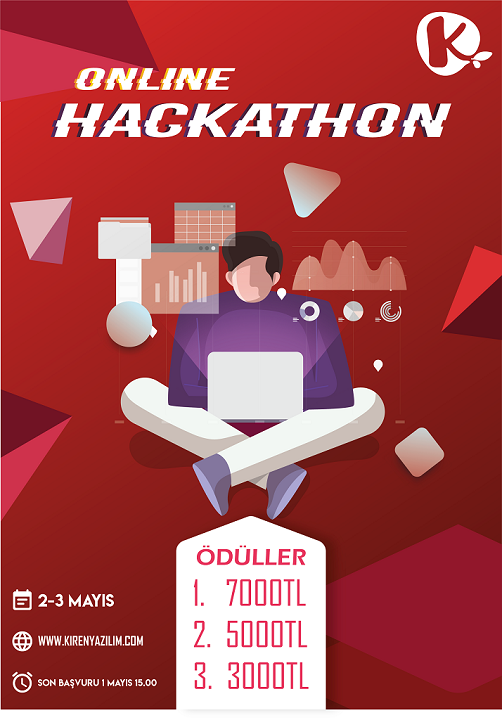 K
ONLINE
HACKATHON
ÖDÜLLER
1. 7000TL
2. 5000TL
3. 3000TL
2-3 MAYIS
WWW.KIRENYAZILIM.COM
SON BAŞVURU 1 MAYIS 15.00